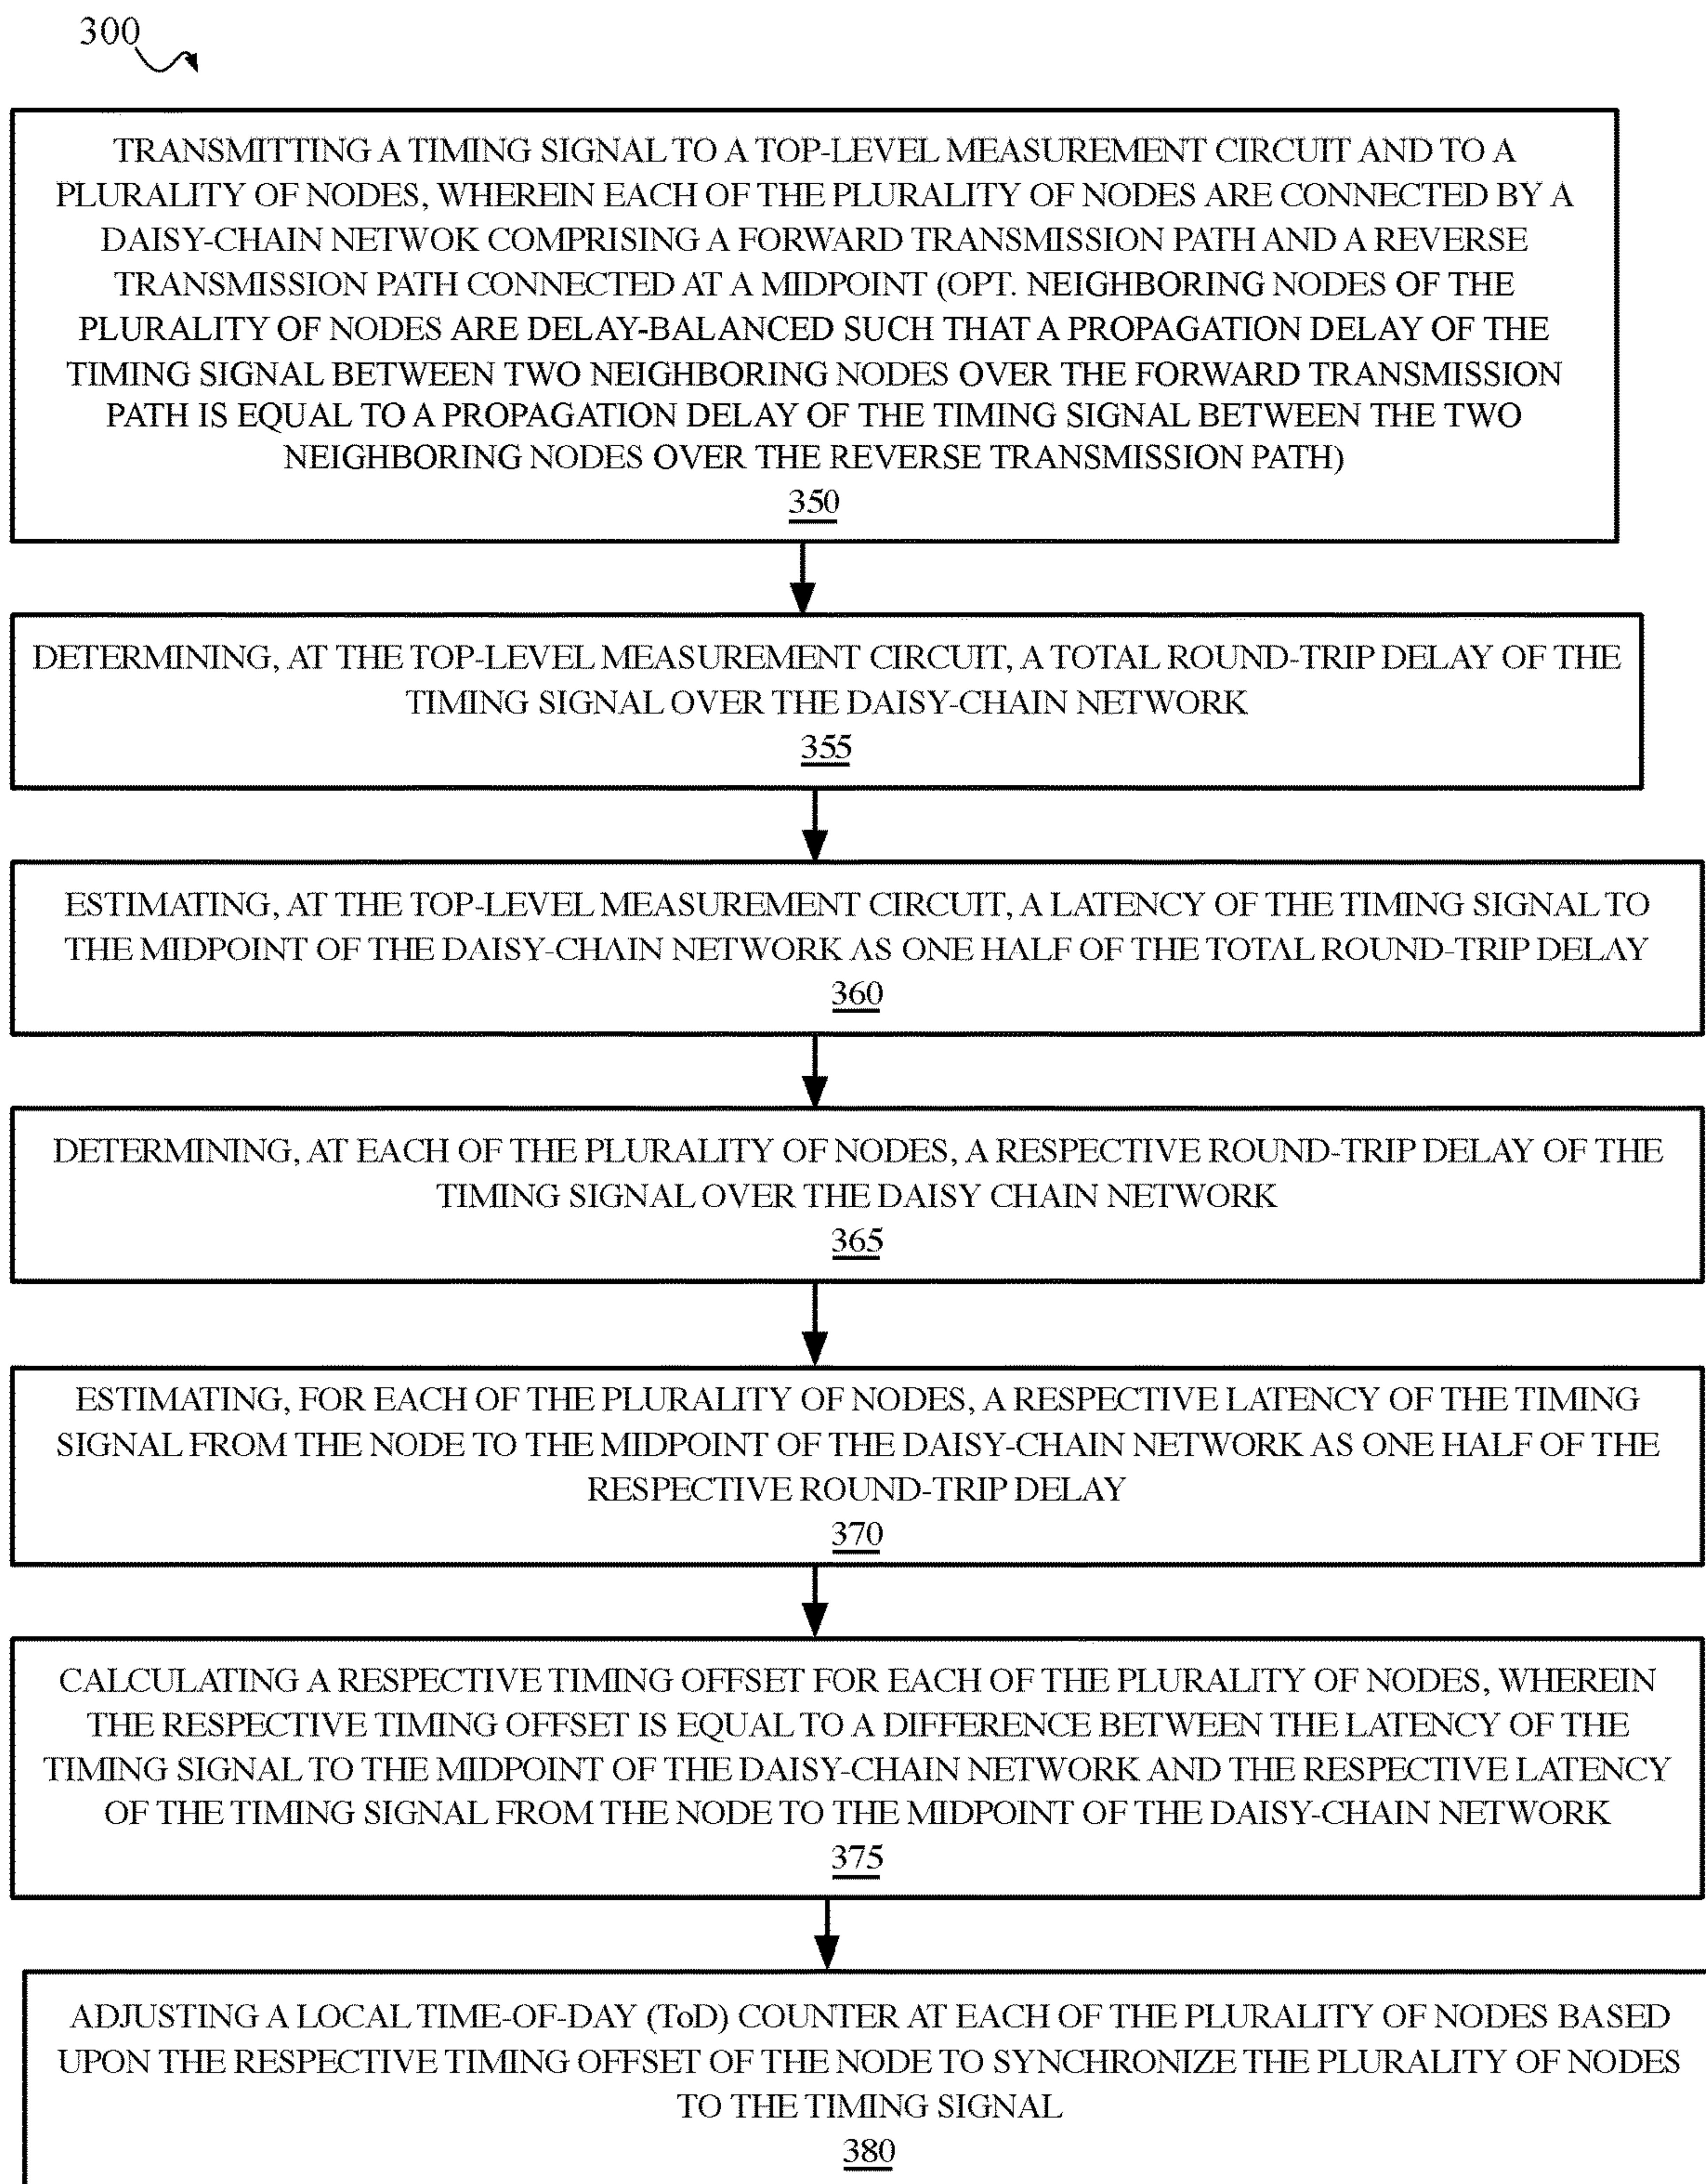 300
TRANSMITTING A TIMING SIGNAL TO A TOP-LEVEL MEASUREMENT CIRCUIT AND TO A
PLURALITY OF NODES, WHEREIN EACH OF THE PLURALITY OF NODES ARE CONNECTED BY A
DAISY-CHAIN NETWOK COMPRISING A FORWARD TRANSMISSION PATH AND A REVERSE
TRANSMISSION PATH CONNECTED AT A MIDPOINT (OPT. NEIGHBORING NODES OF THE
PLURALITY OF NODES ARE DELAY-BALANCED SUCH THAT A PROPAGATION DELAY OF THE
TIMING SIGNAL BETWEEN TWO NEIGHBORING NODES OVER THE FORWARD TRANSMISSION
PATH IS EQUAL TO A PROPAGATION DELAY OF THE TIMING SIGNAL BETWEEN THE TWO
NEIGHBORING NODES OVER THE REVERSE TRANSMISSION PATH)
350
DETERMINING, AT THE TOP-LEVEL MEASUREMENT CIRCUIT, A TOTAL ROUND-TRIP DELAY OF THE
TIMING SIGNAL OVER THE DAISY-CHAIN NETWORK
355
ESTIMATING, AT THE TOP-LEVEL MEASUREMENT CIRCUIT, A LATENCY OF THE TIMING SIGNAL TO
THE MIDPOINT OF THE DAISY-CHAIN NETWORK AS ONE HALF OF THE TOTAL ROUND-TRIP DELAY
360
DETERMINING, AT EACH OF THE PLURALITY OF NODES, A RESPECTIVE ROUND-TRIP DELAY OF THE
TIMING SIGNAL OVER THE DAISY CHAIN NETWORK
365
ESTIMATING, FOR EACH OF THE PLURALITY OF NODES, A RESPECTIVE LATENCY OF THE TIMING
SIGNAL FROM THE NODE TO THE MIDPOINT OF THE DAISY-CHAIN NETWORK AS ONE HALF OF THE
RESPECTIVE ROUND-TRIP DELAY
370
CALCULATING A RESPECTIVE TIMING OFFSET FOR EACH OF THE PLURALITY OF NODES, WHEREIN
THE RESPECTIVE TIMING OFFSET IS EQUAL TO A DIFFERENCE BETWEEN THE LATENCY OF THE
TIMING SIGNAL TO THE MIDPOINT OF THE DAISY-CHAIN NETWORK AND THE RESPECTIVE LATENCY
OF THE TIMING SIGNAL FROM THE NODE TO THE MIDPOINT OF THE DAISY-CHAIN NETWORK
375
ADJUSTING A LOCAL TIME-OF-DAY (ToD) COUNTER AT EACH OF THE PLURALITY OF NODES BASED
UPON THE RESPECTIVE TIMING OFFSET OF THE NODE TO SYNCHRONIZE THE PLURALITY OF NODES
TO THE TIMING SIGNAL
380